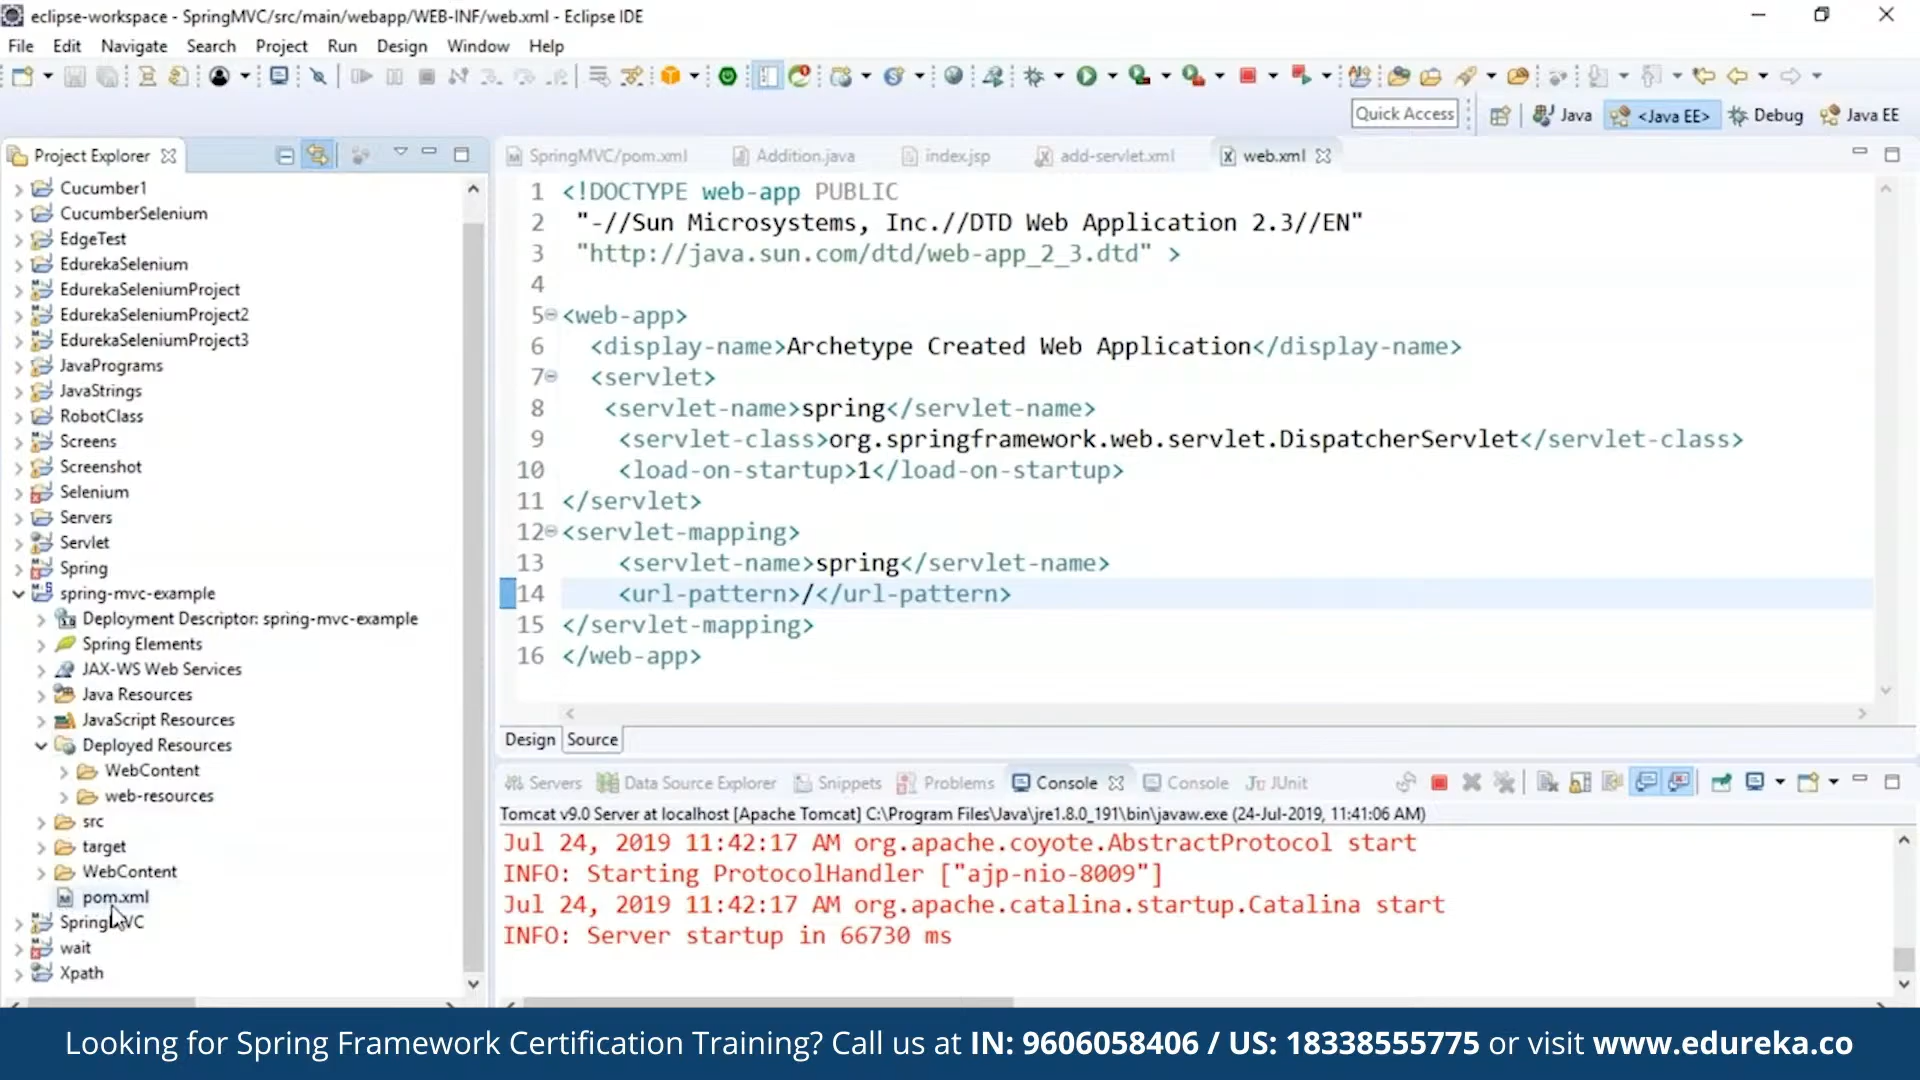 eclipse-workspace - SpringMVC/src/main/webapp/WEB-INF/web.xml - Eclipse IDE
File Edit Navigate Search Project Run Design Window Help
Quick Access Java <Java EE> Debug Java EE
Project Explorer
Cucumber1
CucumberSelenium
EdgeTest
EdurekaSelenium
EdurekaSeleniumProject
EdurekaSeleniumProject2
EdurekaSeleniumProject3
JavaPrograms
JavaStrings
RobotClass
Screens
Screenshot
Selenium
Servers
Servlet
Spring
spring-mvc-example
Deployment Descriptor: spring-mvc-example
Spring Elements
JAX-WS Web Services
Java Resources
JavaScript Resources
Deployed Resources
WebContent
web-resources
src
target
WebContent
pom.xml
SpringMVC
wait
Xpath
SpringMVC/pom.xml Addition.java index.jsp add-servlet.xml web.xml
1 <!DOCTYPE web-app PUBLIC
2 "-//Sun Microsystems, Inc.//DTD Web Application 2.3//EN"
3 "http://java.sun.com/dtd/web-app_2_3.dtd" >
4
5 <web-app>
6 <display-name>Archetype Created Web Application</display-name>
7 <servlet>
8 <servlet-name>spring</servlet-name>
9 <servlet-class>org.springframework.web.servlet.DispatcherServlet</servlet-class>
10 <load-on-startup>1</load-on-startup>
11 </servlet>
12 <servlet-mapping>
13 <servlet-name>spring</servlet-name>
14 <url-pattern>/</url-pattern>
15 </servlet-mapping>
16 </web-app>
Design Source
Servers Data Source Explorer Snippets Problems Console Console JUnit
Tomcat v9.0 Server at localhost [Apache Tomcat] C:\Program Files\Java\jre1.8.0_191\bin\javaw.exe (24-Jul-2019, 11:41:06 AM)
Jul 24, 2019 11:42:17 AM org.apache.coyote.AbstractProtocol start
INFO: Starting ProtocolHandler ["ajp-nio-8009"]
Jul 24, 2019 11:42:17 AM org.apache.catalina.startup.Catalina start
INFO: Server startup in 66730 ms
Looking for Spring Framework Certification Training? Call us at IN: 9606058406 / US: 18338555775 or visit www.edureka.co